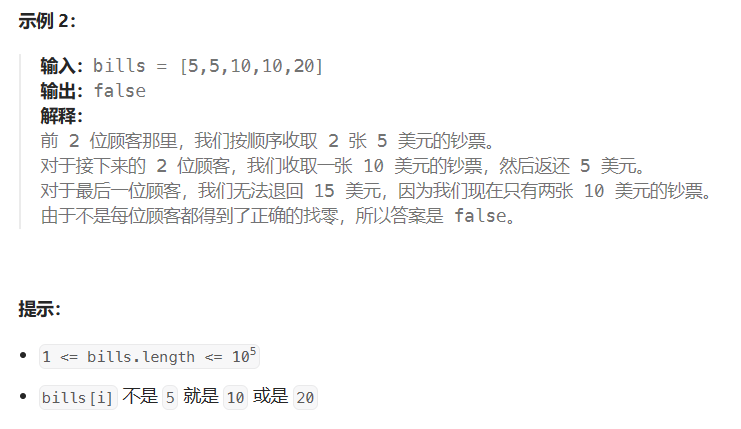 示例 2：
输入：bills = [5,5,10,10,20]
输出：false
解释：
前 2 位顾客那里，我们按顺序收取 2 张 5 美元的钞票。
对于接下来的 2 位顾客，我们收取一张 10 美元的钞票，然后返还 5 美元。
对于最后一位顾客，我们无法退回 15 美元，因为我们现在只有两张 10 美元的钞票。
由于不是每位顾客都得到了正确的找零，所以答案是 false。
提示：
• 1 <= bills.length <= 10⁵
• bills[i] 不是 5 就是 10 或是 20